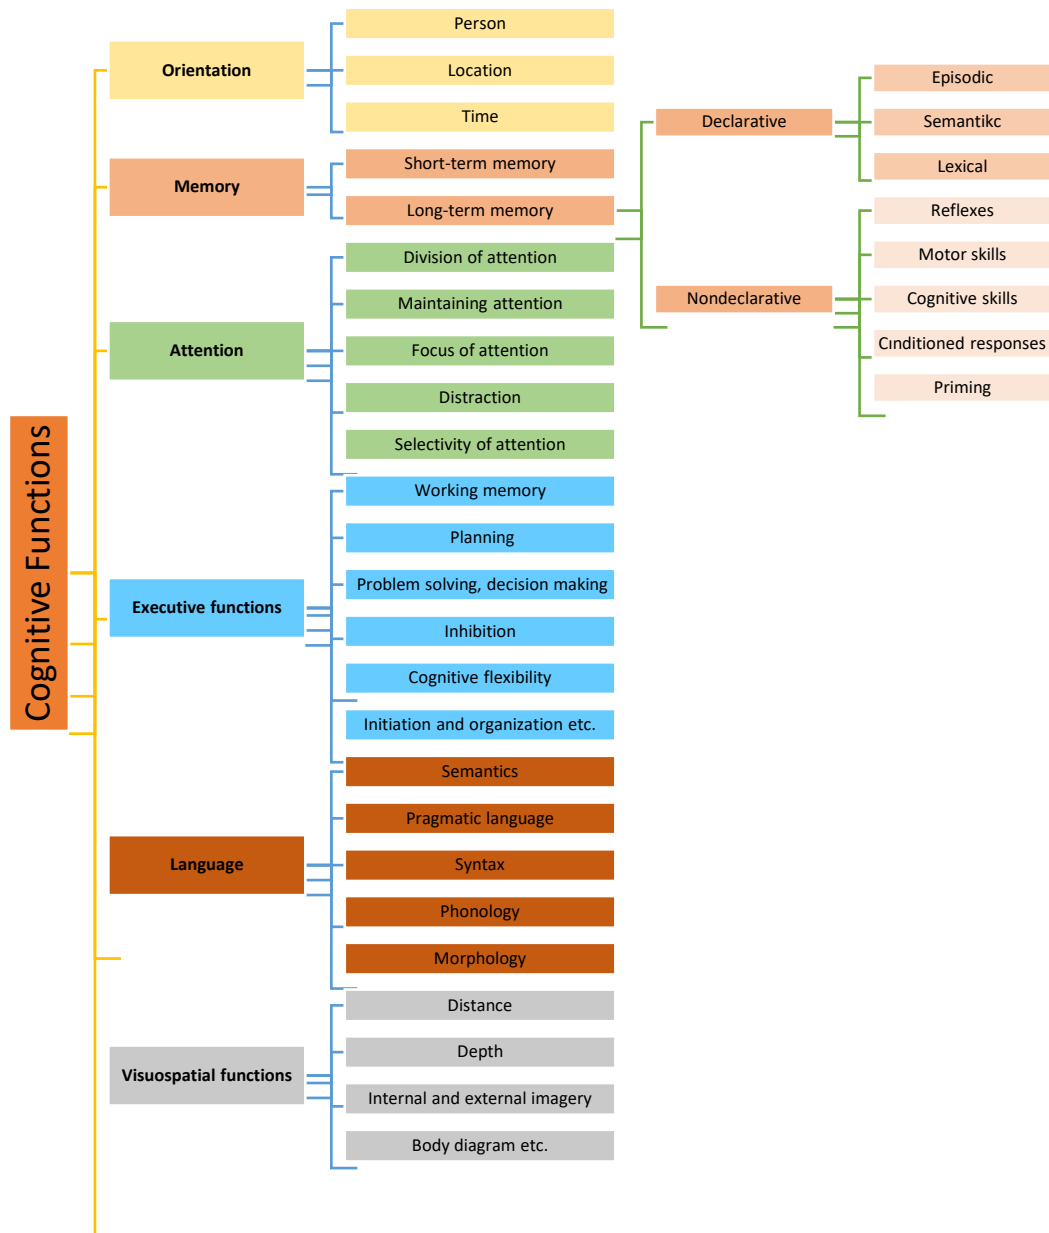 Cognitive Functions
Orientation
Person
Location
Time
Memory
Short-term memory
Long-term memory
Declarative
Episodic
Semantikc
Lexical
Nondeclarative
Reflexes
Motor skills
Cognitive skills
Cınditioned responses
Priming
Attention
Division of attention
Maintaining attention
Focus of attention
Distraction
Selectivity of attention
Executive functions
Working memory
Planning
Problem solving, decision making
Inhibition
Cognitive flexibility
Initiation and organization etc.
Language
Semantics
Pragmatic language
Syntax
Phonology
Morphology
Visuospatial functions
Distance
Depth
Internal and external imagery
Body diagram etc.